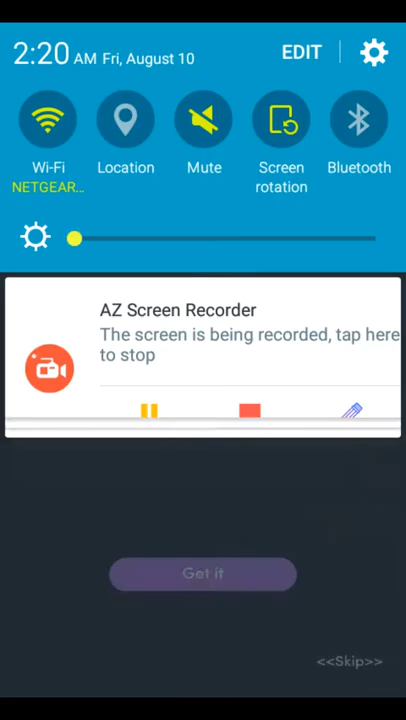 2:20 AM Fri, August 10 EDIT
Wi-Fi Location Mute Screen Bluetooth
NETGEAR... rotation
AZ Screen Recorder
The screen is being recorded, tap here
to stop
Get it
<<Skip>>